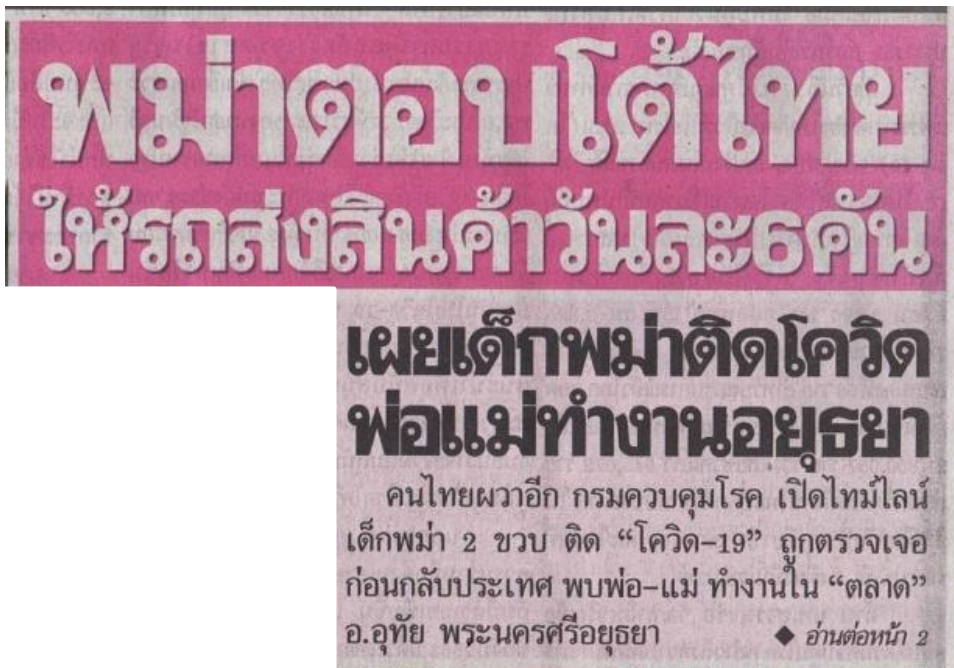 พม่าตอบโต้ไทย
ให้รถส่งสินค้าวันละ๖คัน
เผยเด็กพม่าติดโควิด
พ่อแม่ทำงานอยุธยา
คนไทยผวาอีก กรมควบคุมโรค เปิดไทม์ไลน์
เด็กพม่า 2 ขวบ ติด “โควิด-19” ถูกตรวจเจอ
ก่อนกลับประเทศ พบพ่อ-แม่ ทำงานใน “ตลาด”
อ.อุทัย พระนครศรีอยุธยา ◆ อ่านต่อหน้า 2